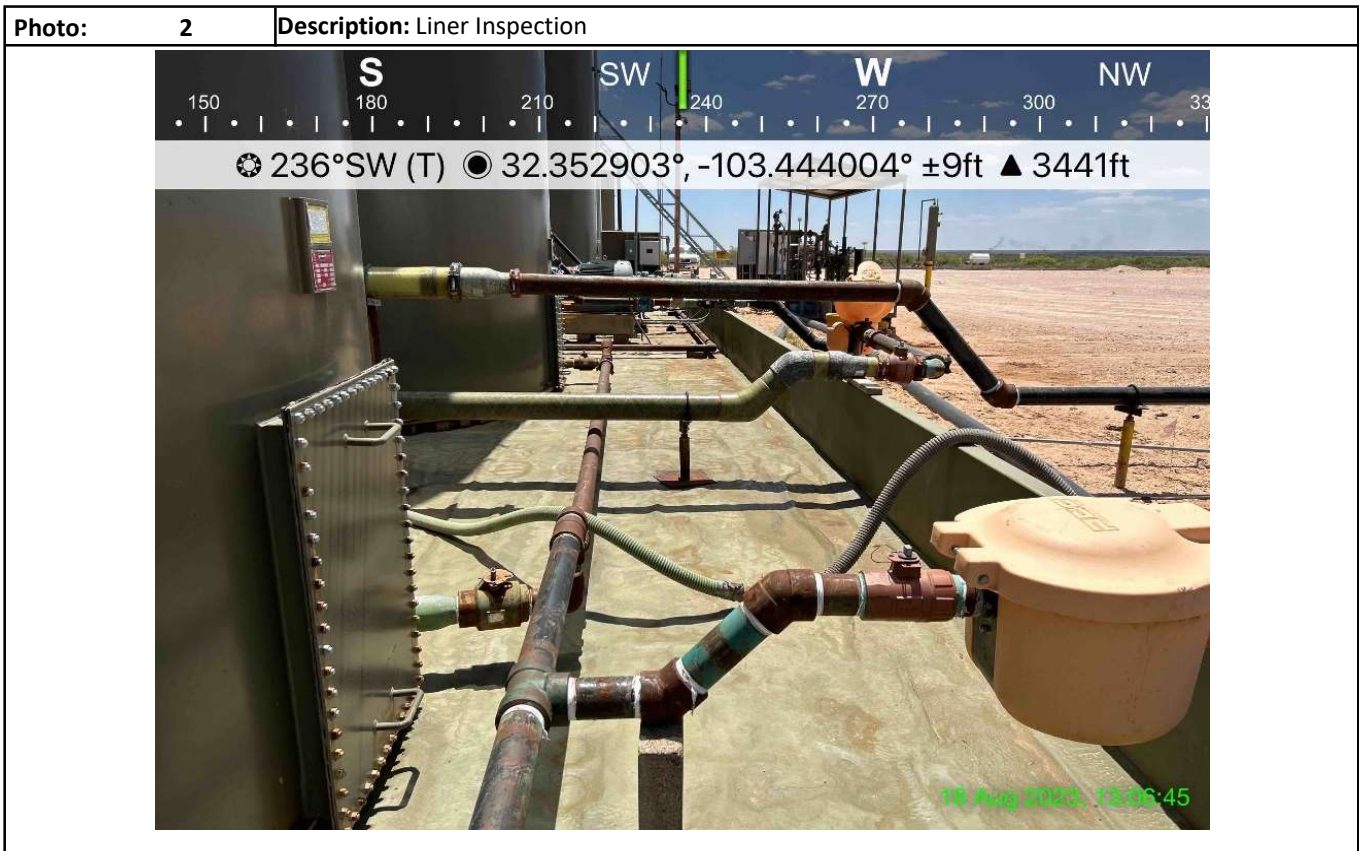 Photo: 2 Description: Liner Inspection
S SW W NW
150 180 210 240 270 300 33
236°SW (T) 32.352903°, -103.444004° ±9ft ▲ 3441ft
18 Aug 2023, 13:06:45